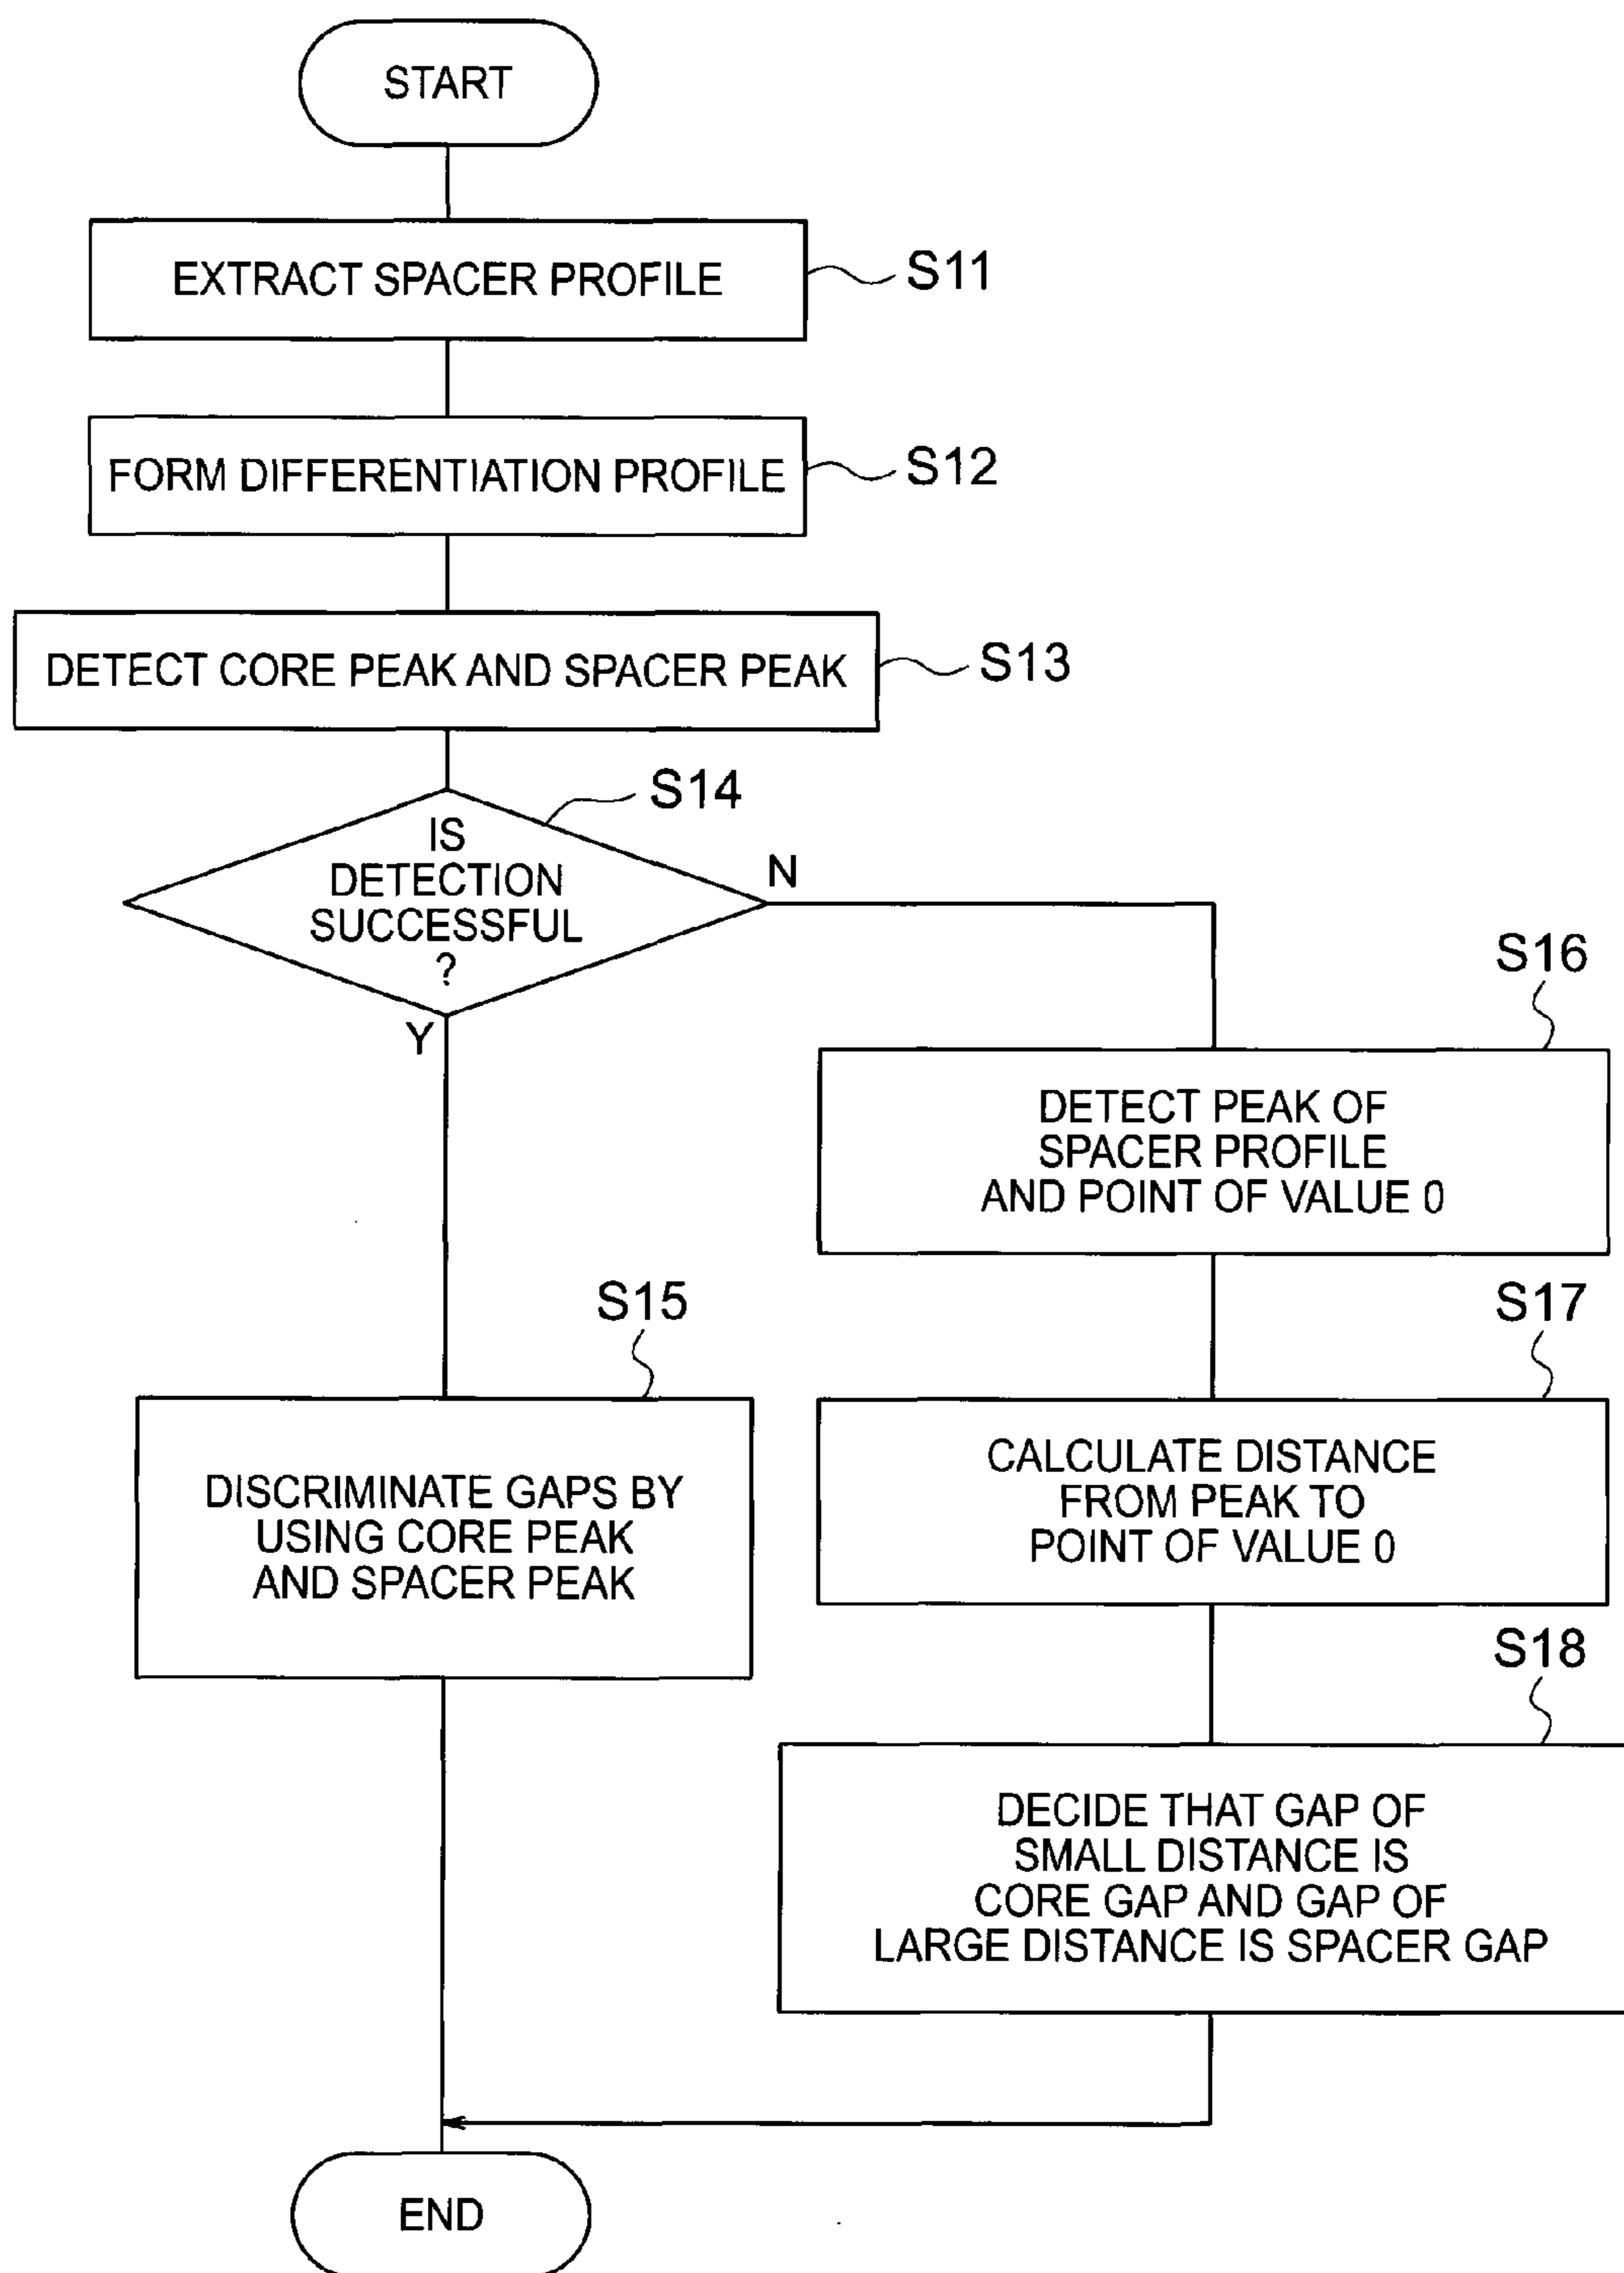 START
EXTRACT SPACER PROFILE
S11
FORM DIFFERENTIATION PROFILE
S12
DETECT CORE PEAK AND SPACER PEAK
S13
S14
IS
DETECTION
SUCCESSFUL
?
N
Y
S16
DETECT PEAK OF
SPACER PROFILE
AND POINT OF VALUE 0
S15
DISCRIMINATE GAPS BY
USING CORE PEAK
AND SPACER PEAK
S17
CALCULATE DISTANCE
FROM PEAK TO
POINT OF VALUE 0
S18
DECIDE THAT GAP OF
SMALL DISTANCE IS
CORE GAP AND GAP OF
LARGE DISTANCE IS SPACER GAP
END